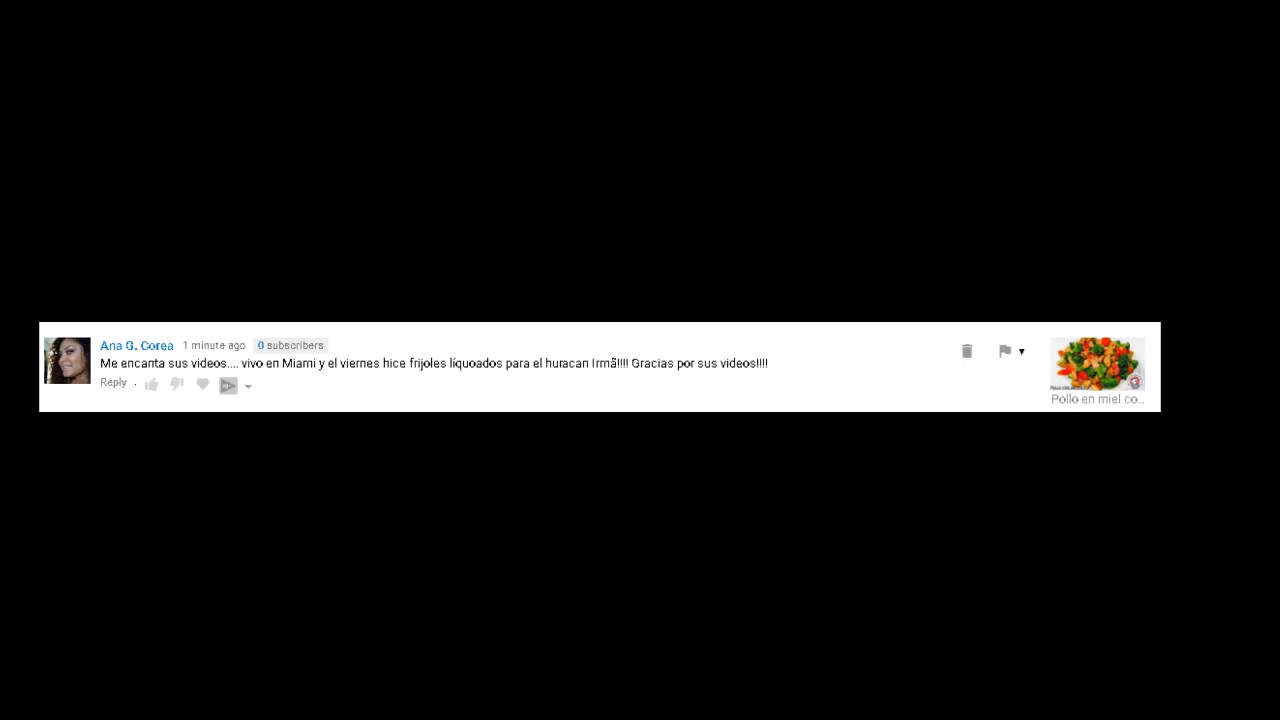 Ana G. Corea 1 minute ago 0 subscribers
Me encanta sus videos.... vivo en Miami y el viernes hice frijoles líquoados para el huracan Irmã!!!! Gracias por sus videos!!!!
Reply
Pollo en miel co...